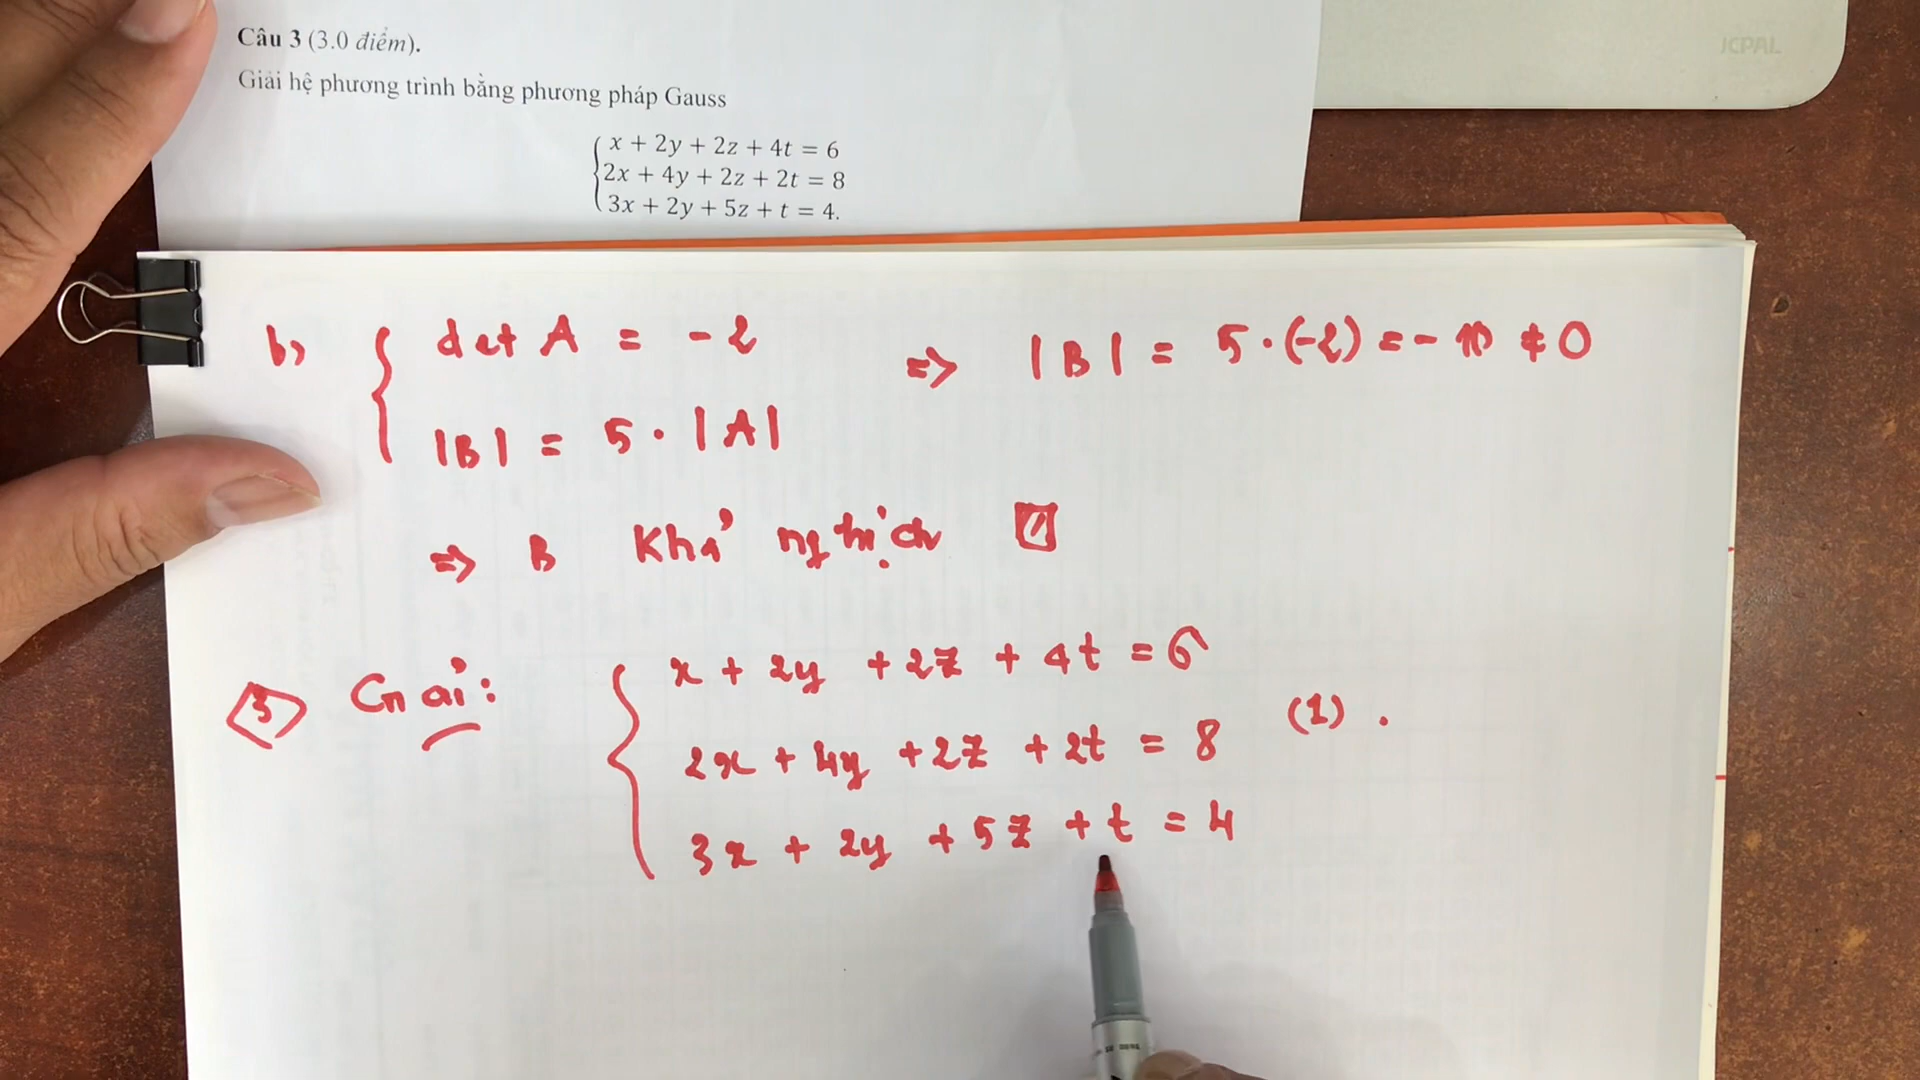 JCPAL
Câu 3 (3.0 điểm).
Giải hệ phương trình bằng phương pháp Gauss
x + 2y + 2z + 4t = 6
2x + 4y + 2z + 2t = 8
3x + 2y + 5z + t = 4.
b) { det A = -2 => |B| = 5 · (-2) = - 10 ≠ 0
|B| = 5 · |A|
=> B Khả nghịch
3 Giải: { x + 2y + 2z + 4t = 6
2x + 4y + 2z + 2t = 8 (1) .
3x + 2y + 5z + t = 4